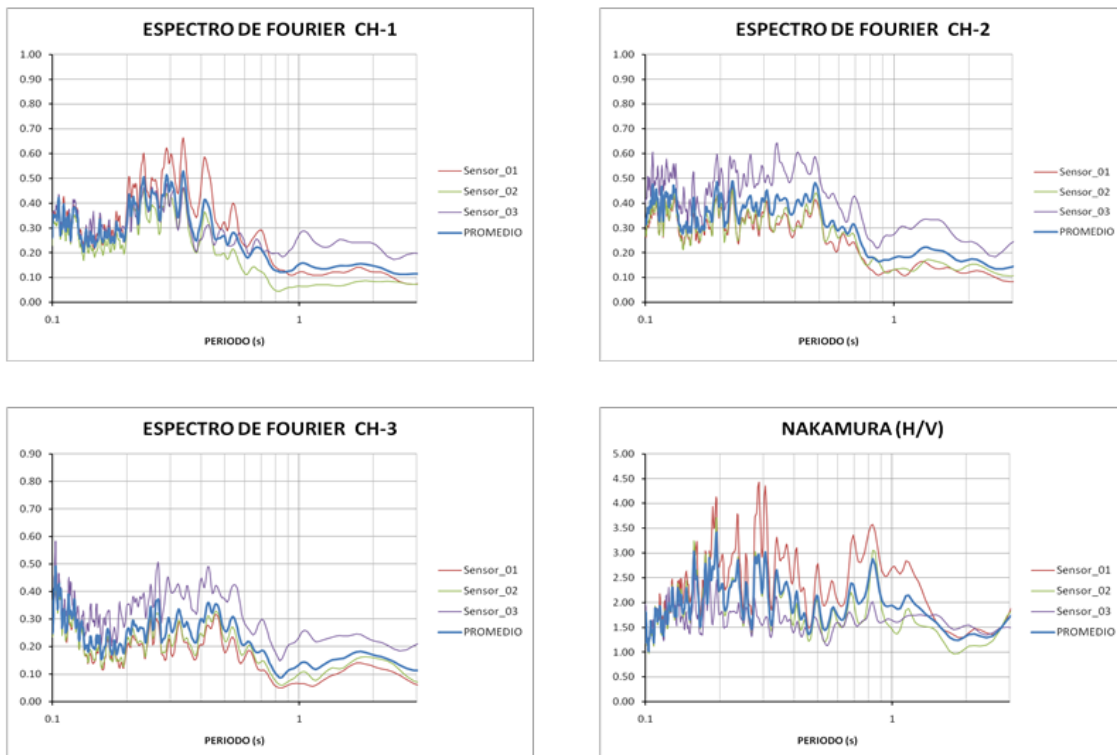 ESPECTRO DE FOURIER CH-1
1.00
0.90
0.80
0.70
0.60
0.50
0.40
0.30
0.20
0.10
0.00
0.1
1
PERIODO (s)
Sensor_01
Sensor_02
Sensor_03
PROMEDIO
ESPECTRO DE FOURIER CH-2
1.00
0.90
0.80
0.70
0.60
0.50
0.40
0.30
0.20
0.10
0.00
0.1
1
PERIODO (s)
Sensor_01
Sensor_02
Sensor_03
PROMEDIO
ESPECTRO DE FOURIER CH-3
0.90
0.80
0.70
0.60
0.50
0.40
0.30
0.20
0.10
0.00
0.1
1
PERIODO (s)
Sensor_01
Sensor_02
Sensor_03
PROMEDIO
NAKAMURA (H/V)
5.00
4.50
4.00
3.50
3.00
2.50
2.00
1.50
1.00
0.50
0.00
0.1
1
PERIODO (s)
Sensor_01
Sensor_02
Sensor_03
PROMEDIO